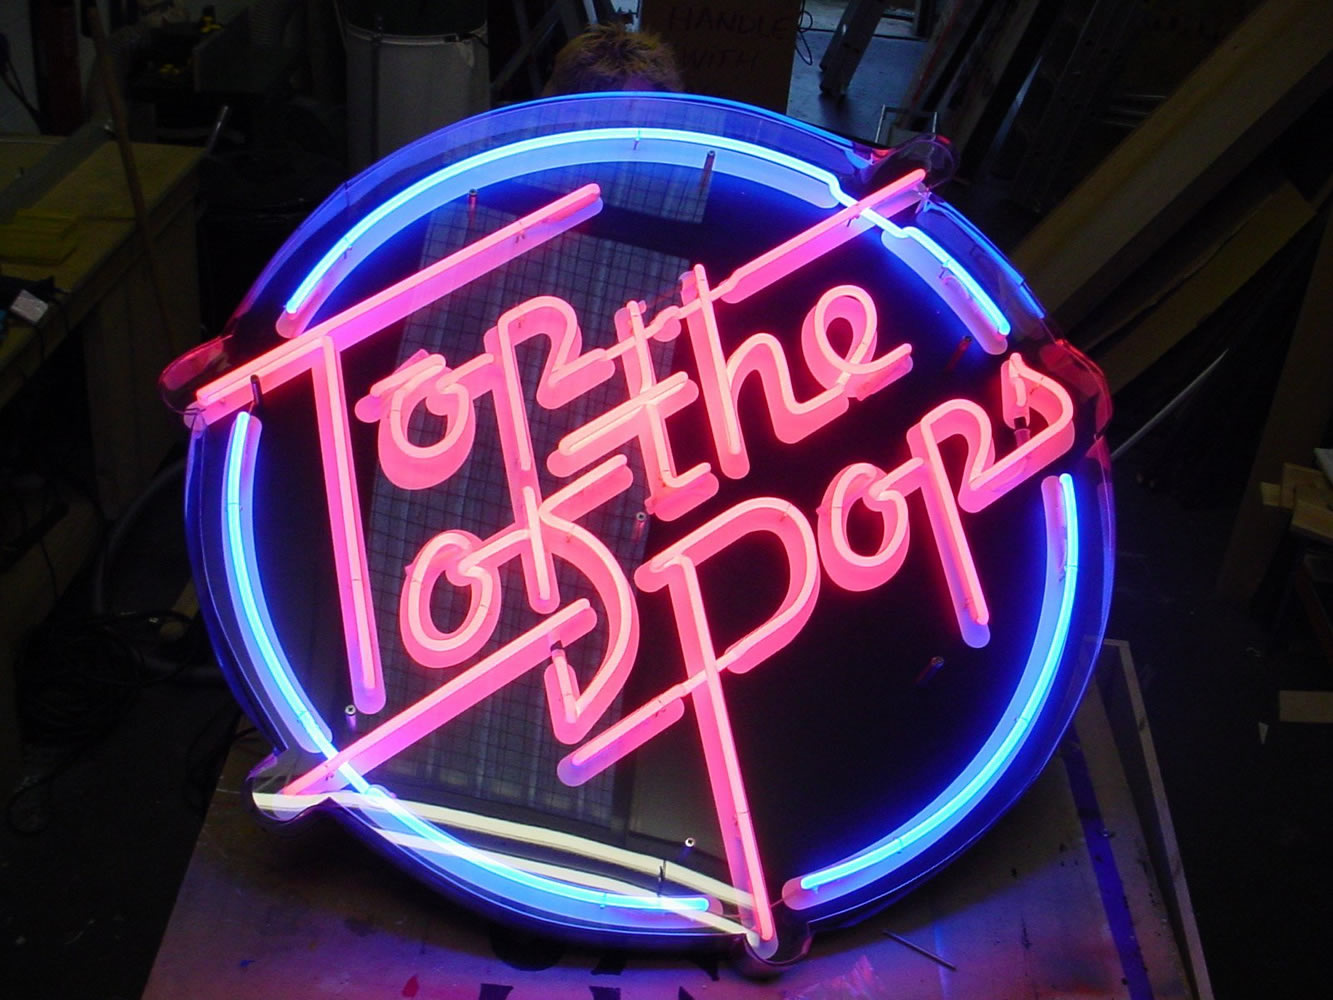 HANDLE
WITH
Top of the Pops